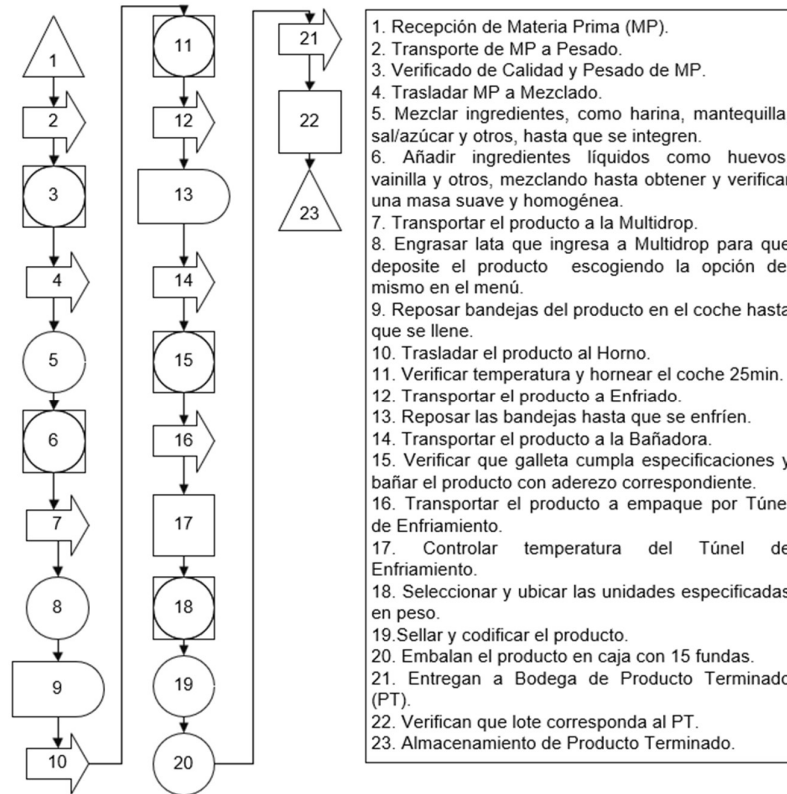 1
2
3
4
5
6
7
8
9
10
11
12
13
14
15
16
17
18
19
20
21
22
23
1. Recepción de Materia Prima (MP).
2. Transporte de MP a Pesado.
3. Verificado de Calidad y Pesado de MP.
4. Trasladar MP a Mezclado.
5. Mezclar ingredientes, como harina, mantequilla
sal/azúcar y otros, hasta que se integren.
6. Añadir ingredientes líquidos como huevos
vainilla y otros, mezclando hasta obtener y verificar
una masa suave y homogénea.
7. Transportar el producto a la Multidrop.
8. Engrasar lata que ingresa a Multidrop para que
deposite el producto escogiendo la opción de
mismo en el menú.
9. Reposar bandejas del producto en el coche hasta
que se llene.
10. Trasladar el producto al Horno.
11. Verificar temperatura y hornear el coche 25min.
12. Transportar el producto a Enfriado.
13. Reposar las bandejas hasta que se enfríen.
14. Transportar el producto a la Bañadora.
15. Verificar que galleta cumpla especificaciones y
bañar el producto con aderezo correspondiente.
16. Transportar el producto a empaque por Túne
de Enfriamiento.
17. Controlar temperatura del Túnel de
Enfriamiento.
18. Seleccionar y ubicar las unidades especificadas
en peso.
19.Sellar y codificar el producto.
20. Embalan el producto en caja con 15 fundas.
21. Entregan a Bodega de Producto Terminado
(PT).
22. Verifican que lote corresponda al PT.
23. Almacenamiento de Producto Terminado.